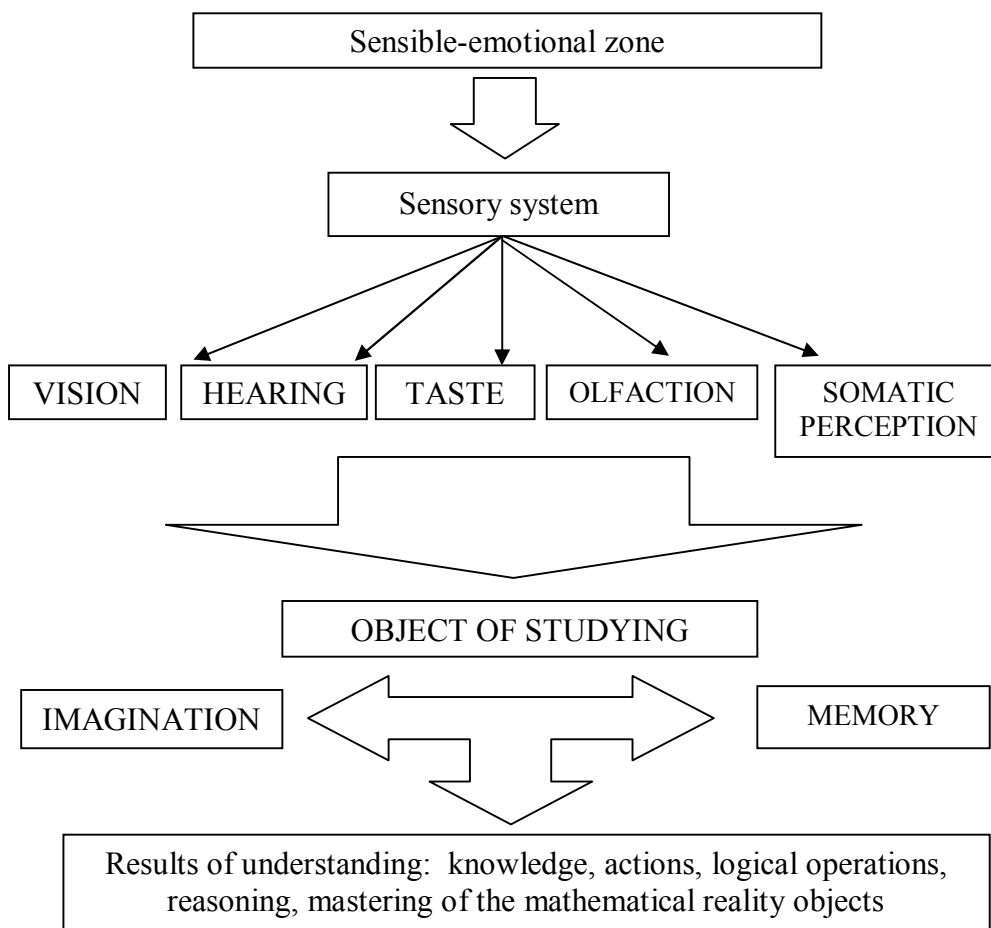 Sensible-emotional zone
Sensory system
VISION
HEARING
TASTE
OLFACTION
SOMATIC
PERCEPTION
OBJECT OF STUDYING
IMAGINATION
MEMORY
Results of understanding: knowledge, actions, logical operations,
reasoning, mastering of the mathematical reality objects